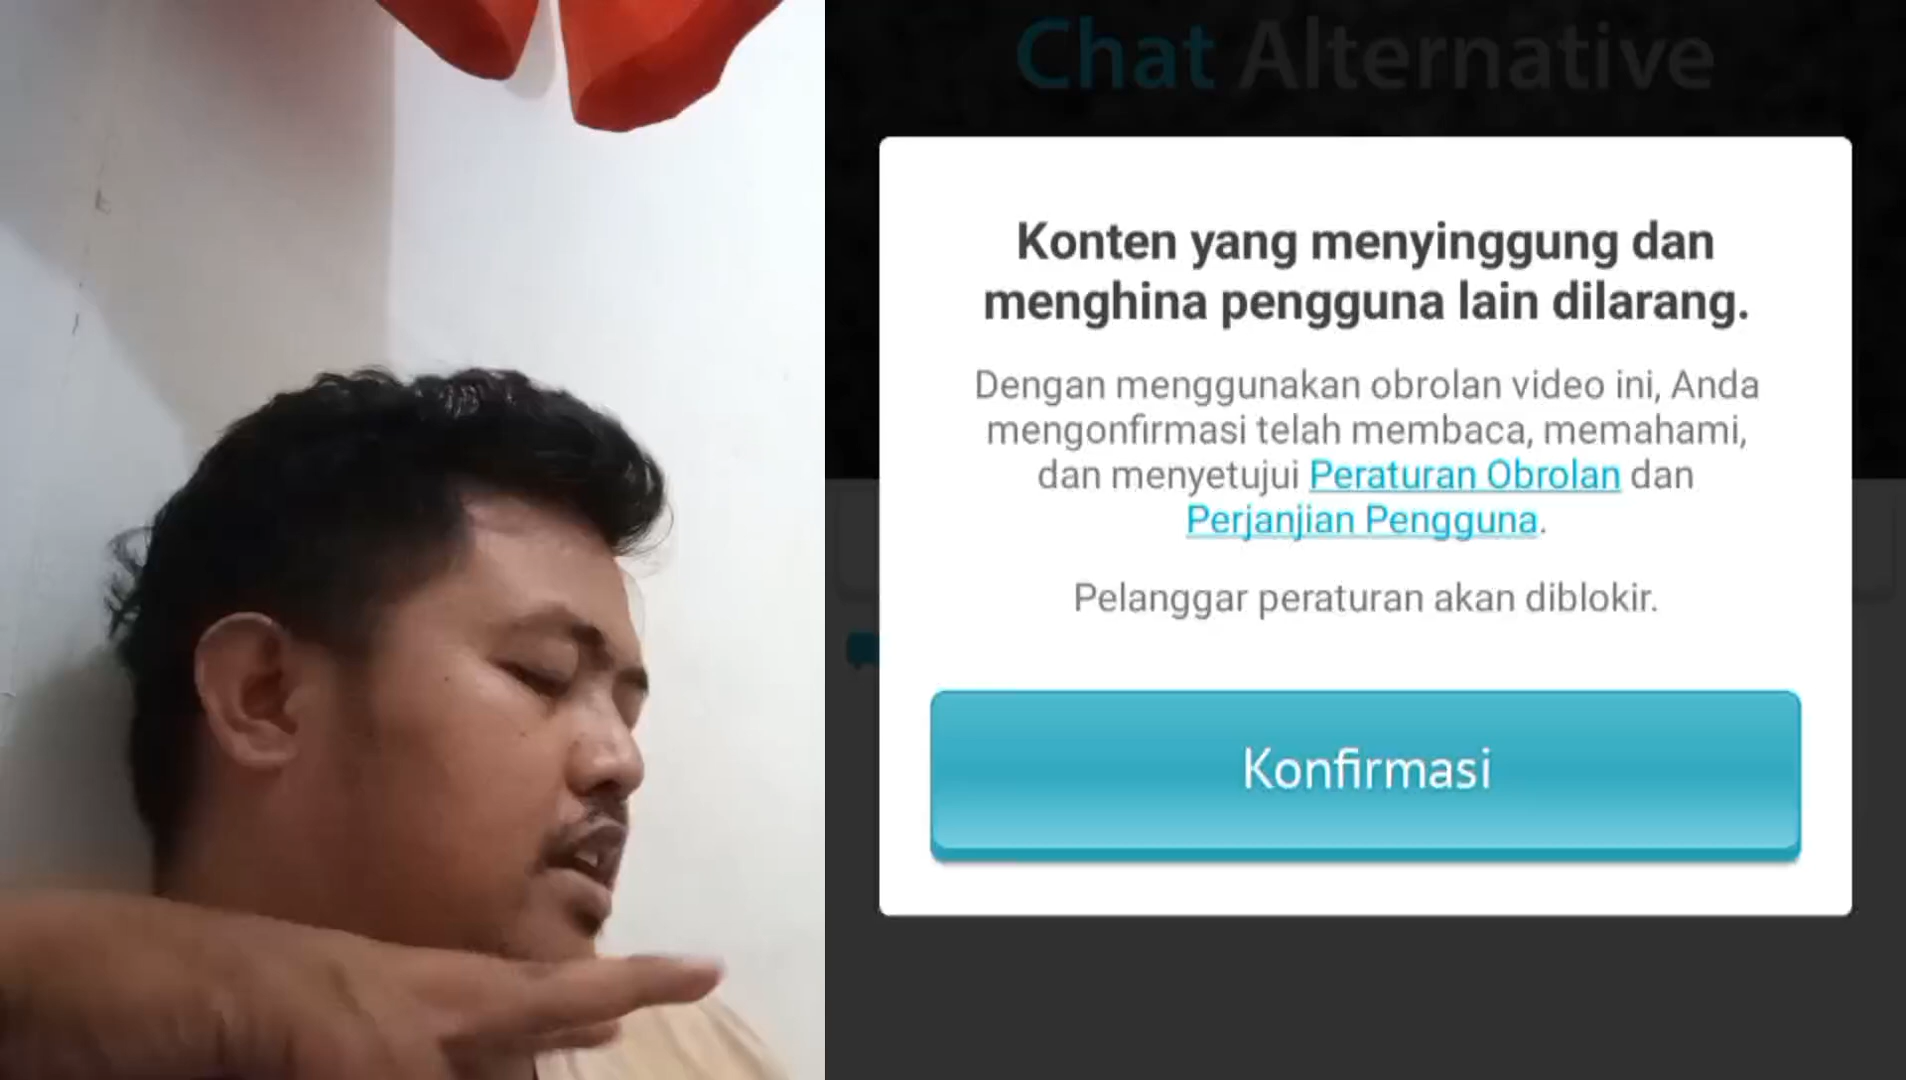 Chat Alternative
Konten yang menyinggung dan
menghina pengguna lain dilarang.
Dengan menggunakan obrolan video ini, Anda
mengonfirmasi telah membaca, memahami,
dan menyetujui Peraturan Obrolan dan
Perjanjian Pengguna.
Pelanggar peraturan akan diblokir.
Konfirmasi